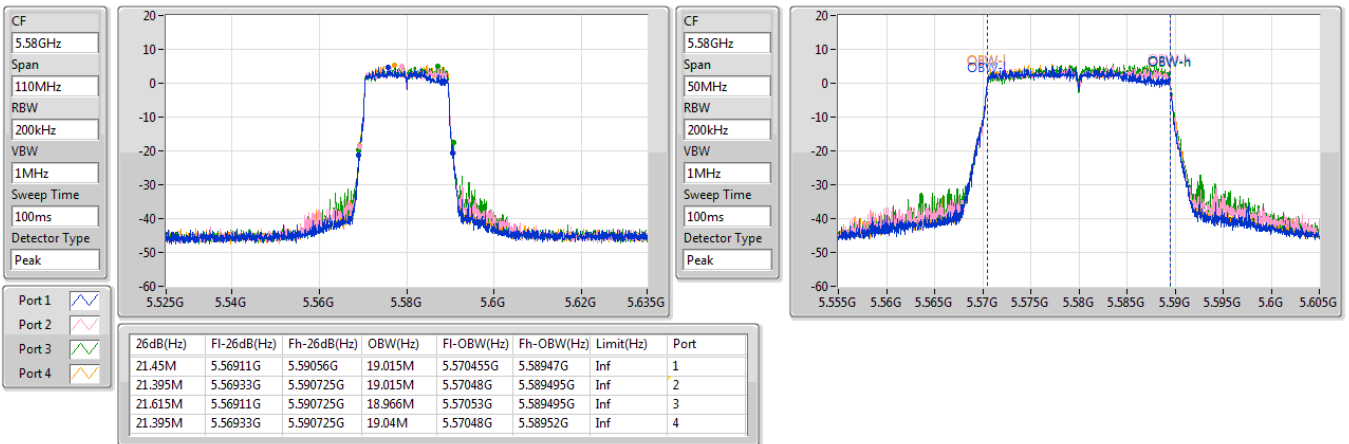 CF
5.58GHz
Span
110MHz
RBW
200kHz
VBW
1MHz
Sweep Time
100ms
Detector Type
Peak
20
10
0
-10
-20
-30
-40
-50
-60
5.525G 5.54G 5.56G 5.58G 5.6G 5.62G 5.635G
CF
5.58GHz
Span
50MHz
RBW
200kHz
VBW
1MHz
Sweep Time
100ms
Detector Type
Peak
20
10
0
-10
-20
-30
-40
-50
-60
OBW-l
OBW-l
OBW-h
5.555G 5.56G 5.565G 5.57G 5.575G 5.58G 5.585G 5.59G 5.595G 5.6G 5.605G
Port 1
Port 2
Port 3
Port 4
26dB(Hz) Fl-26dB(Hz) Fh-26dB(Hz) OBW(Hz) Fl-OBW(Hz) Fh-OBW(Hz) Limit(Hz) Port
21.45M 5.56911G 5.59056G 19.015M 5.570455G 5.58947G Inf 1
21.395M 5.56933G 5.590725G 19.015M 5.57048G 5.589495G Inf 2
21.615M 5.56911G 5.590725G 18.966M 5.57053G 5.589495G Inf 3
21.395M 5.56933G 5.590725G 19.04M 5.57048G 5.58952G Inf 4